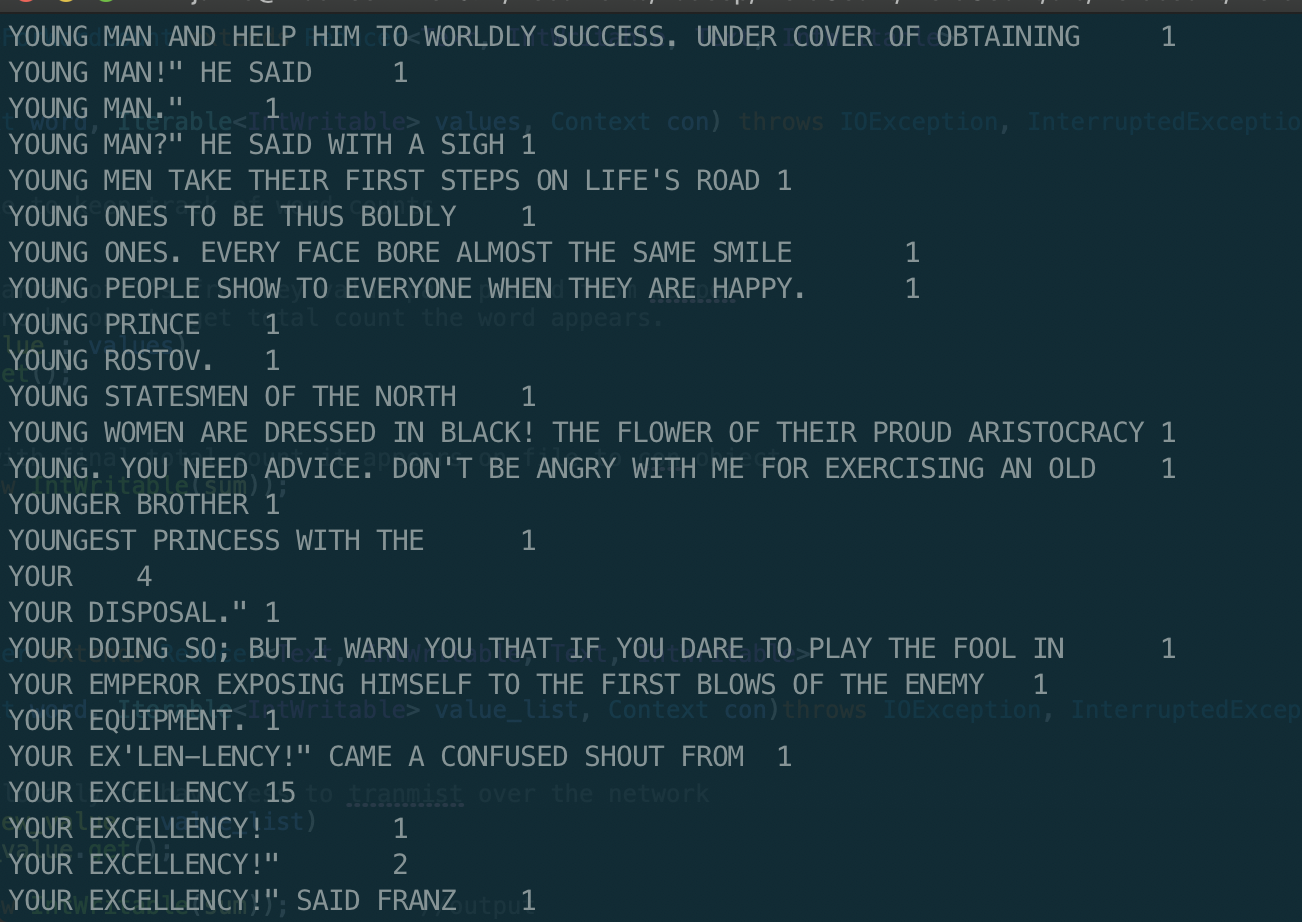 YOUNG MAN AND HELP HIM TO WORLDLY SUCCESS. UNDER COVER OF OBTAINING 1
YOUNG MAN!" HE SAID 1
YOUNG MAN." 1
YOUNG MAN?" HE SAID WITH A SIGH 1
YOUNG MEN TAKE THEIR FIRST STEPS ON LIFE'S ROAD 1
YOUNG ONES TO BE THUS BOLDLY 1
YOUNG ONES. EVERY FACE BORE ALMOST THE SAME SMILE 1
YOUNG PEOPLE SHOW TO EVERYONE WHEN THEY ARE HAPPY. 1
YOUNG PRINCE 1
YOUNG ROSTOV. 1
YOUNG STATESMEN OF THE NORTH 1
YOUNG WOMEN ARE DRESSED IN BLACK! THE FLOWER OF THEIR PROUD ARISTOCRACY 1
YOUNG. YOU NEED ADVICE. DON'T BE ANGRY WITH ME FOR EXERCISING AN OLD 1
YOUNGER BROTHER 1
YOUNGEST PRINCESS WITH THE 1
YOUR 4
YOUR DISPOSAL." 1
YOUR DOING SO; BUT I WARN YOU THAT IF YOU DARE TO PLAY THE FOOL IN 1
YOUR EMPEROR EXPOSING HIMSELF TO THE FIRST BLOWS OF THE ENEMY 1
YOUR EQUIPMENT. 1
YOUR EX'LEN-LENCY!" CAME A CONFUSED SHOUT FROM 1
YOUR EXCELLENCY 15
YOUR EXCELLENCY! 1
YOUR EXCELLENCY!" 2
YOUR EXCELLENCY!" SAID FRANZ 1